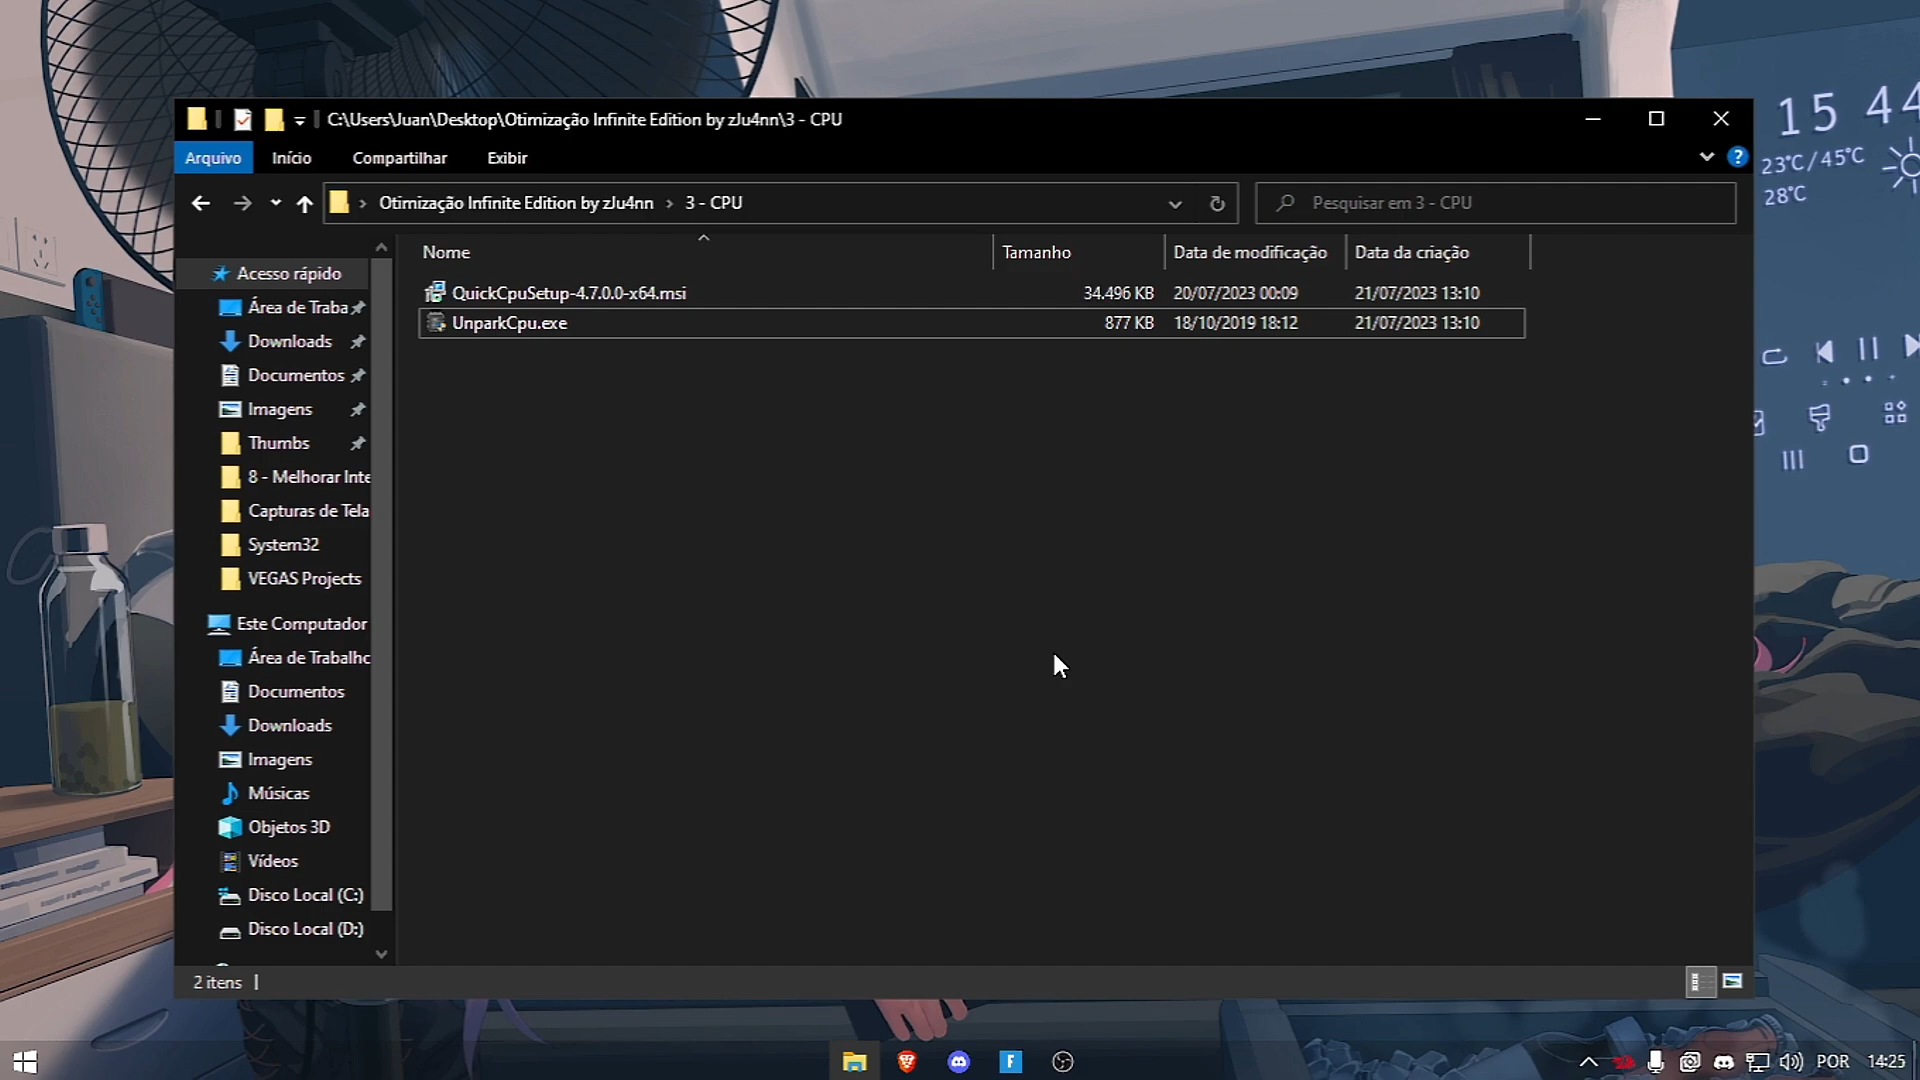 C:\Users\Juan\Desktop\Otimização Infinite Edition by zJu4nn\3 - CPU
Arquivo Início Compartilhar Exibir
Otimização Infinite Edition by zJu4nn 3 - CPU
Pesquisar em 3 - CPU
Nome Tamanho Data de modificação Data da criação
QuickCpuSetup-4.7.0.0-x64.msi 34.496 KB 20/07/2023 00:09 21/07/2023 13:10
UnparkCpu.exe 877 KB 18/10/2019 18:12 21/07/2023 13:10
Acesso rápido
Área de Traba
Downloads
Documentos
Imagens
Thumbs
8 - Melhorar Inte
Capturas de Tela
System32
VEGAS Projects
Este Computador
Área de Trabalho
Documentos
Downloads
Imagens
Músicas
Objetos 3D
Vídeos
Disco Local (C:)
Disco Local (D:)
2 itens
15 44
23°C / 45°C
28°C
F
POR 14:25